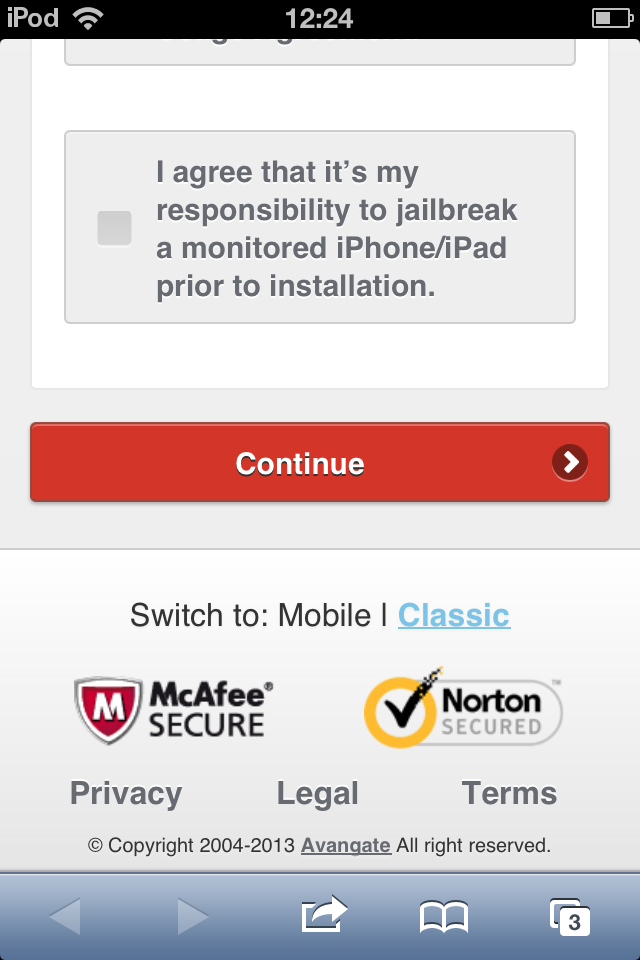 iPod 12:24
I agree that it's my
responsibility to jailbreak
a monitored iPhone/iPad
prior to installation.
Continue
Switch to: Mobile | Classic
McAfee®
SECURE
Norton™
SECURED
Privacy Legal Terms
© Copyright 2004-2013 Avangate All right reserved.
3